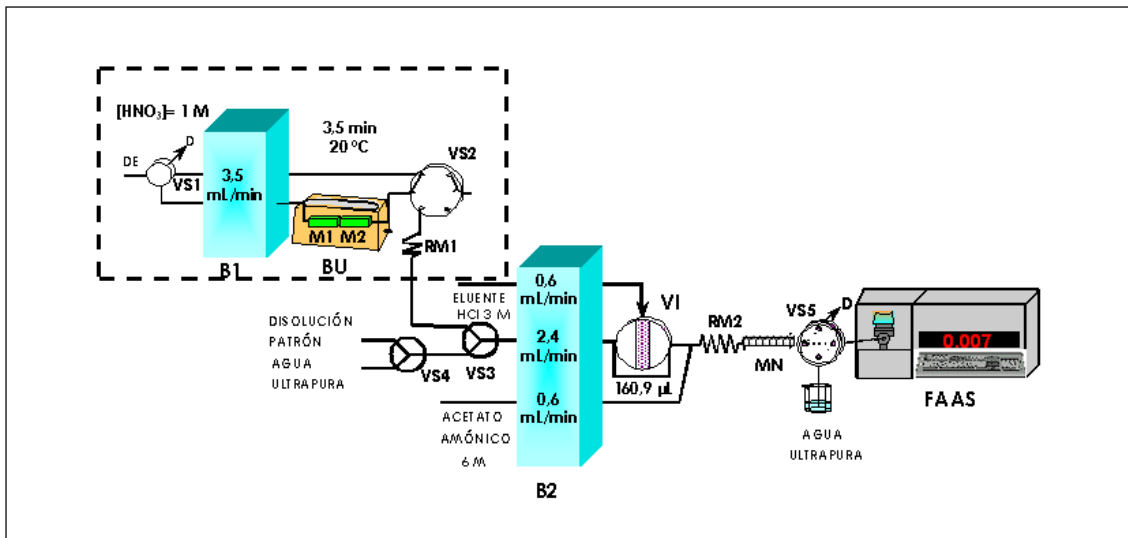 [HNO3]= 1 M
D
DE
VS1
3,5
mL/min
3,5 min
20 ºC
VS2
M1 M2
B1
BU
RM1
ELUENTE
HCl 3 M
DISOLUCIÓN
PATRÓN
AGUA
ULTRAPURA
VS4
VS3
ACETATO
AMÓNICO
6 M
0,6
mL/min
2,4
mL/min
0,6
mL/min
B2
VI
160,9 µL
RM2
MN
VS5
D
AGUA
ULTRAPURA
0.007
FAAS